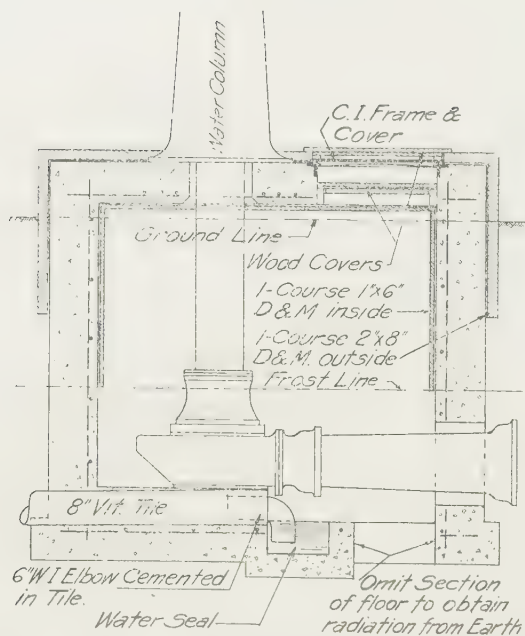 Water Column
C.I. Frame &
Cover
Ground Line
Wood Covers
1-Course 1"x6"
D&M inside
1-Course 2"x8"
D&M. outside
Frost Line
8" Vit. Tile
6" W I Elbow Cemented
in Tile.
Water Seal
Omit Section
of floor to obtain
radiation from Earth